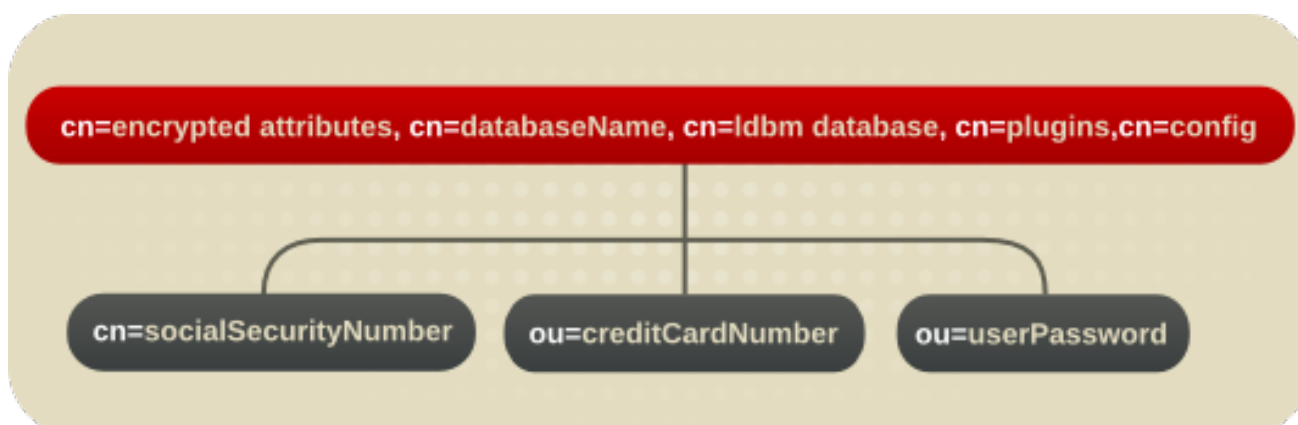 cn=encrypted attributes, cn=databaseName, cn=ldbm database, cn=plugins,cn=config
cn=socialSecurityNumber
ou=creditCardNumber
ou=userPassword